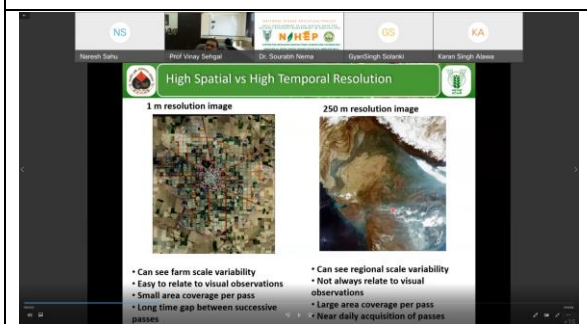 NS
GS
KA
NAHEP
Naresh Sahu
Prof Vinay Sehgal
Dr. Sourabh Nema
GyanSingh Solanki
Karan Singh Alawa
High Spatial vs High Temporal Resolution
1 m resolution image
• Can see farm scale variability
• Easy to relate to visual observations
• Small area coverage per pass
• Long time gap between successive
passes
250 m resolution image
• Can see regional scale variability
• Not always relate to visual
observations
• Large area coverage per pass
• Near daily acquisition of passes